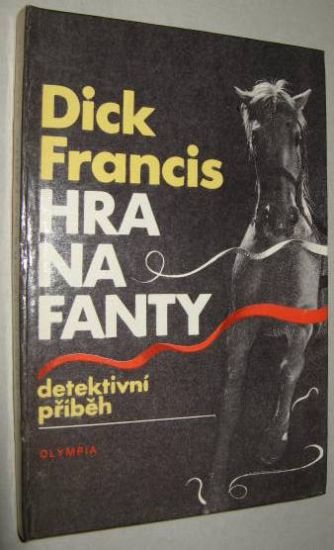 Dick
Francis
HRA
NA
FANTY
detektivní
příběh
OLYMPIA